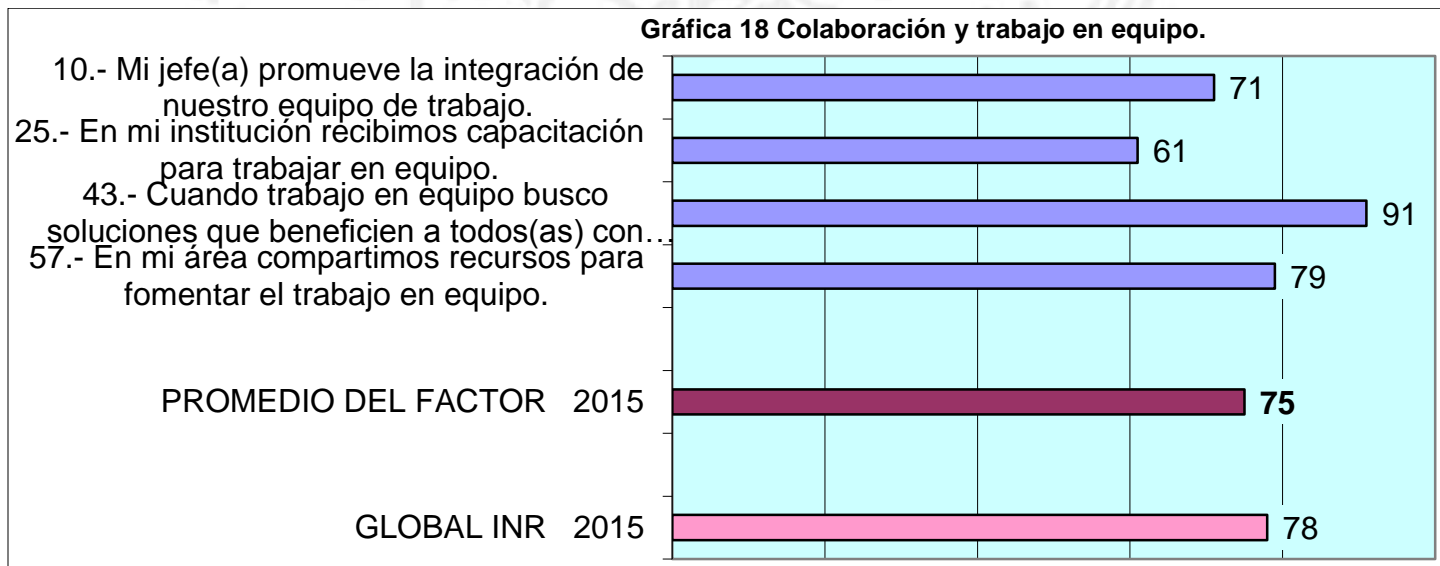 Gráfica 18 Colaboración y trabajo en equipo.
10.- Mi jefe(a) promueve la integración de
nuestro equipo de trabajo.
71
25.- En mi institución recibimos capacitación
para trabajar en equipo.
61
43.- Cuando trabajo en equipo busco
soluciones que beneficien a todos(as) con…
91
57.- En mi área compartimos recursos para
fomentar el trabajo en equipo.
79
PROMEDIO DEL FACTOR 2015
75
GLOBAL INR 2015
78